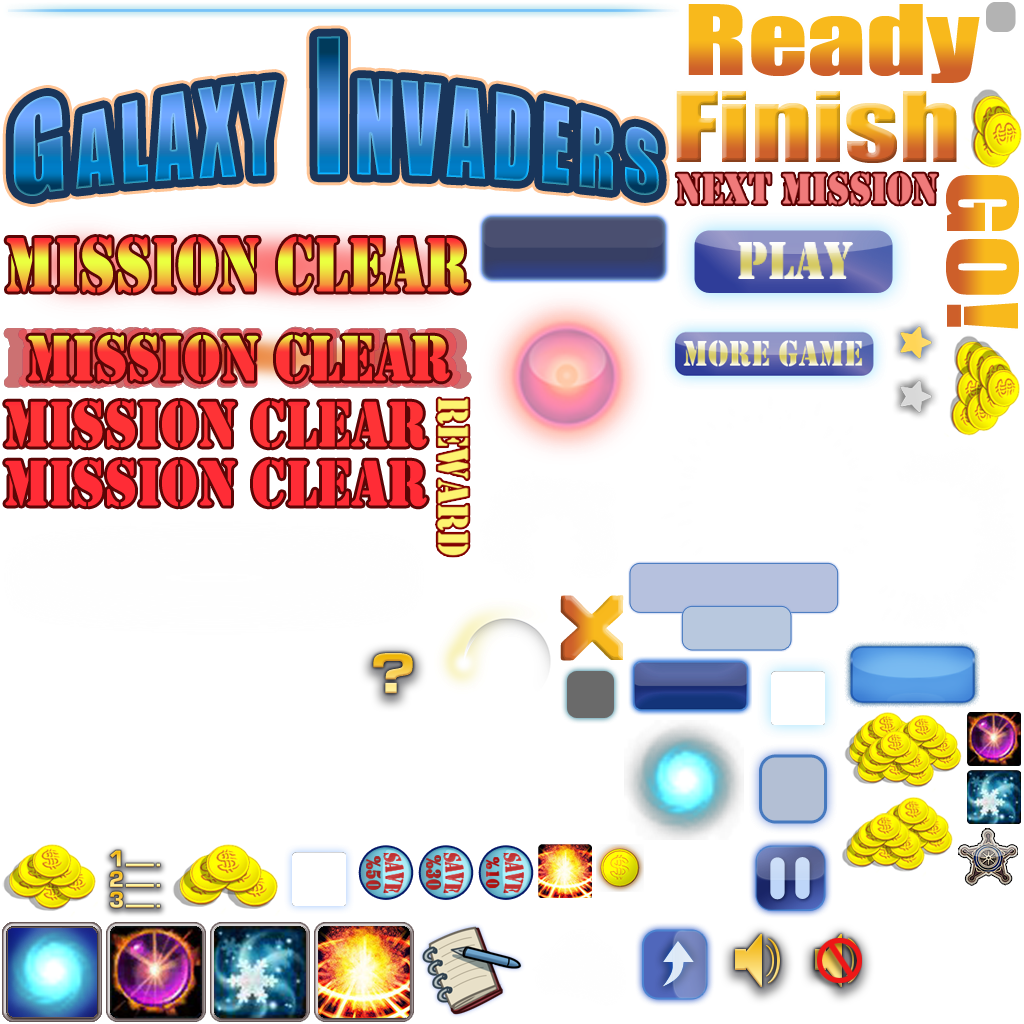 Ready
GALAXY INVADERS
Finish
NEXT MISSION
GO!
MISSION CLEAR
PLAY
MISSION CLEAR
MORE GAME
MISSION CLEAR
REWARD
MISSION CLEAR
?
1
2
3
SAVE
%50
SAVE
%30
SAVE
%10